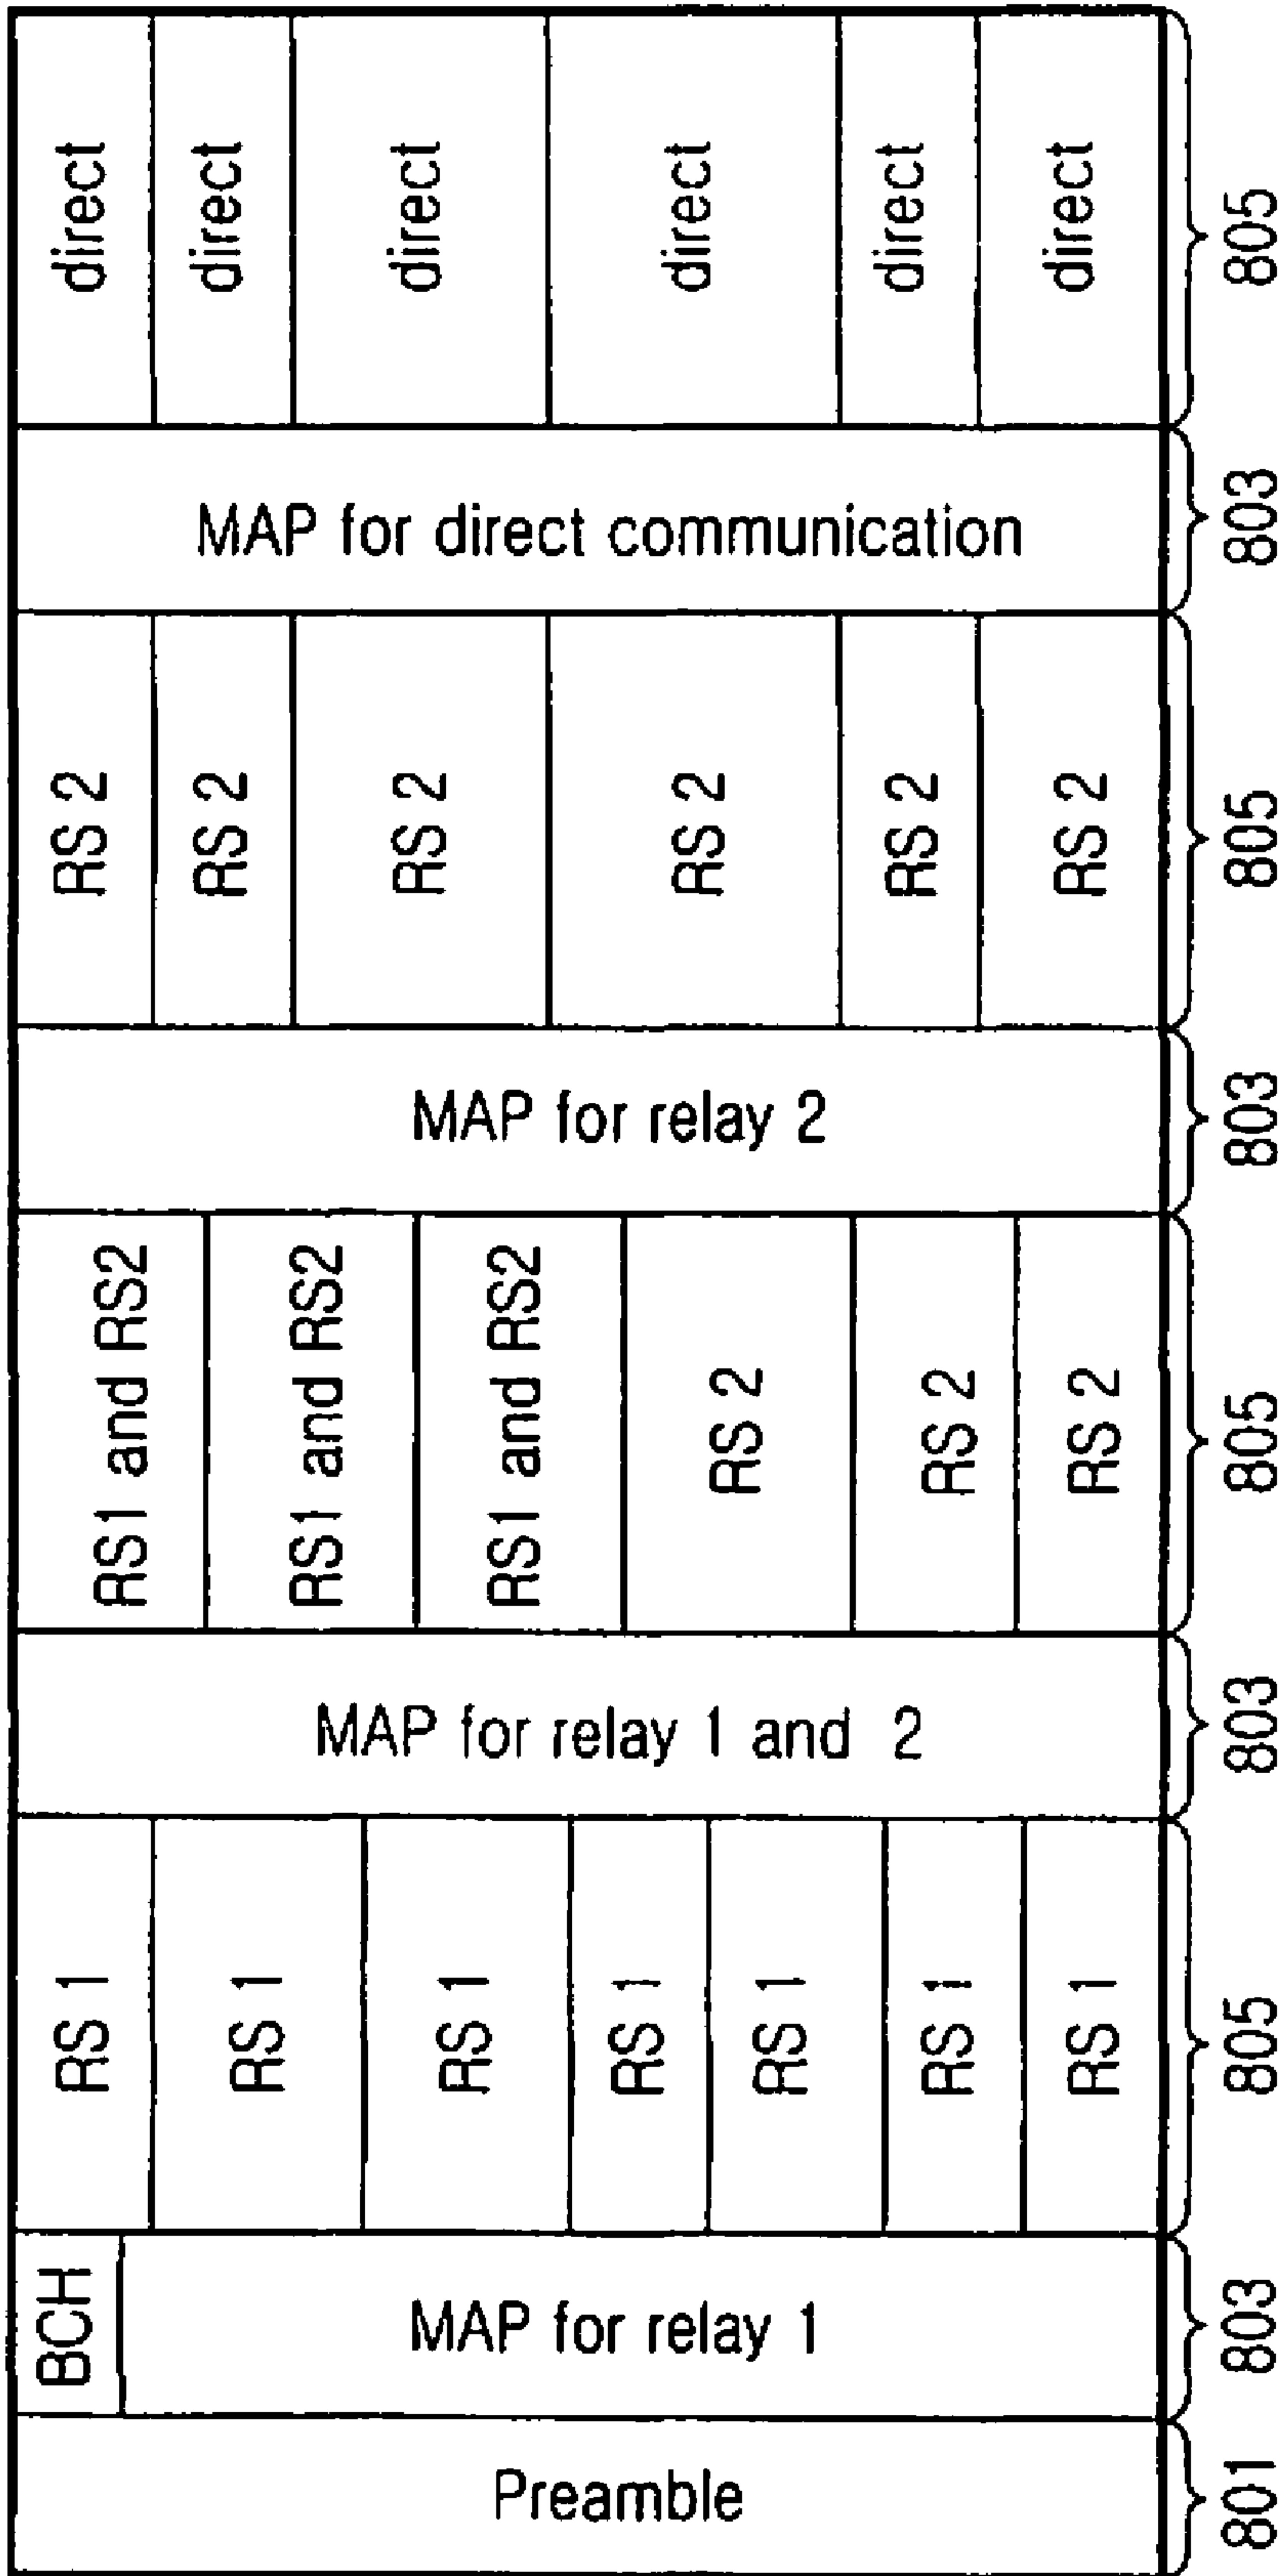 Preamble
BCH
MAP for relay 1
RS 1
RS 1
RS 1
RS 1
RS 1
RS 1
RS 1
MAP for relay 1 and 2
RS1 and RS2
RS1 and RS2
RS1 and RS2
RS 2
RS 2
RS 2
MAP for relay 2
RS 2
RS 2
RS 2
RS 2
RS 2
RS 2
MAP for direct communication
direct
direct
direct
direct
direct
direct
801
803
805
803
805
803
805
803
805